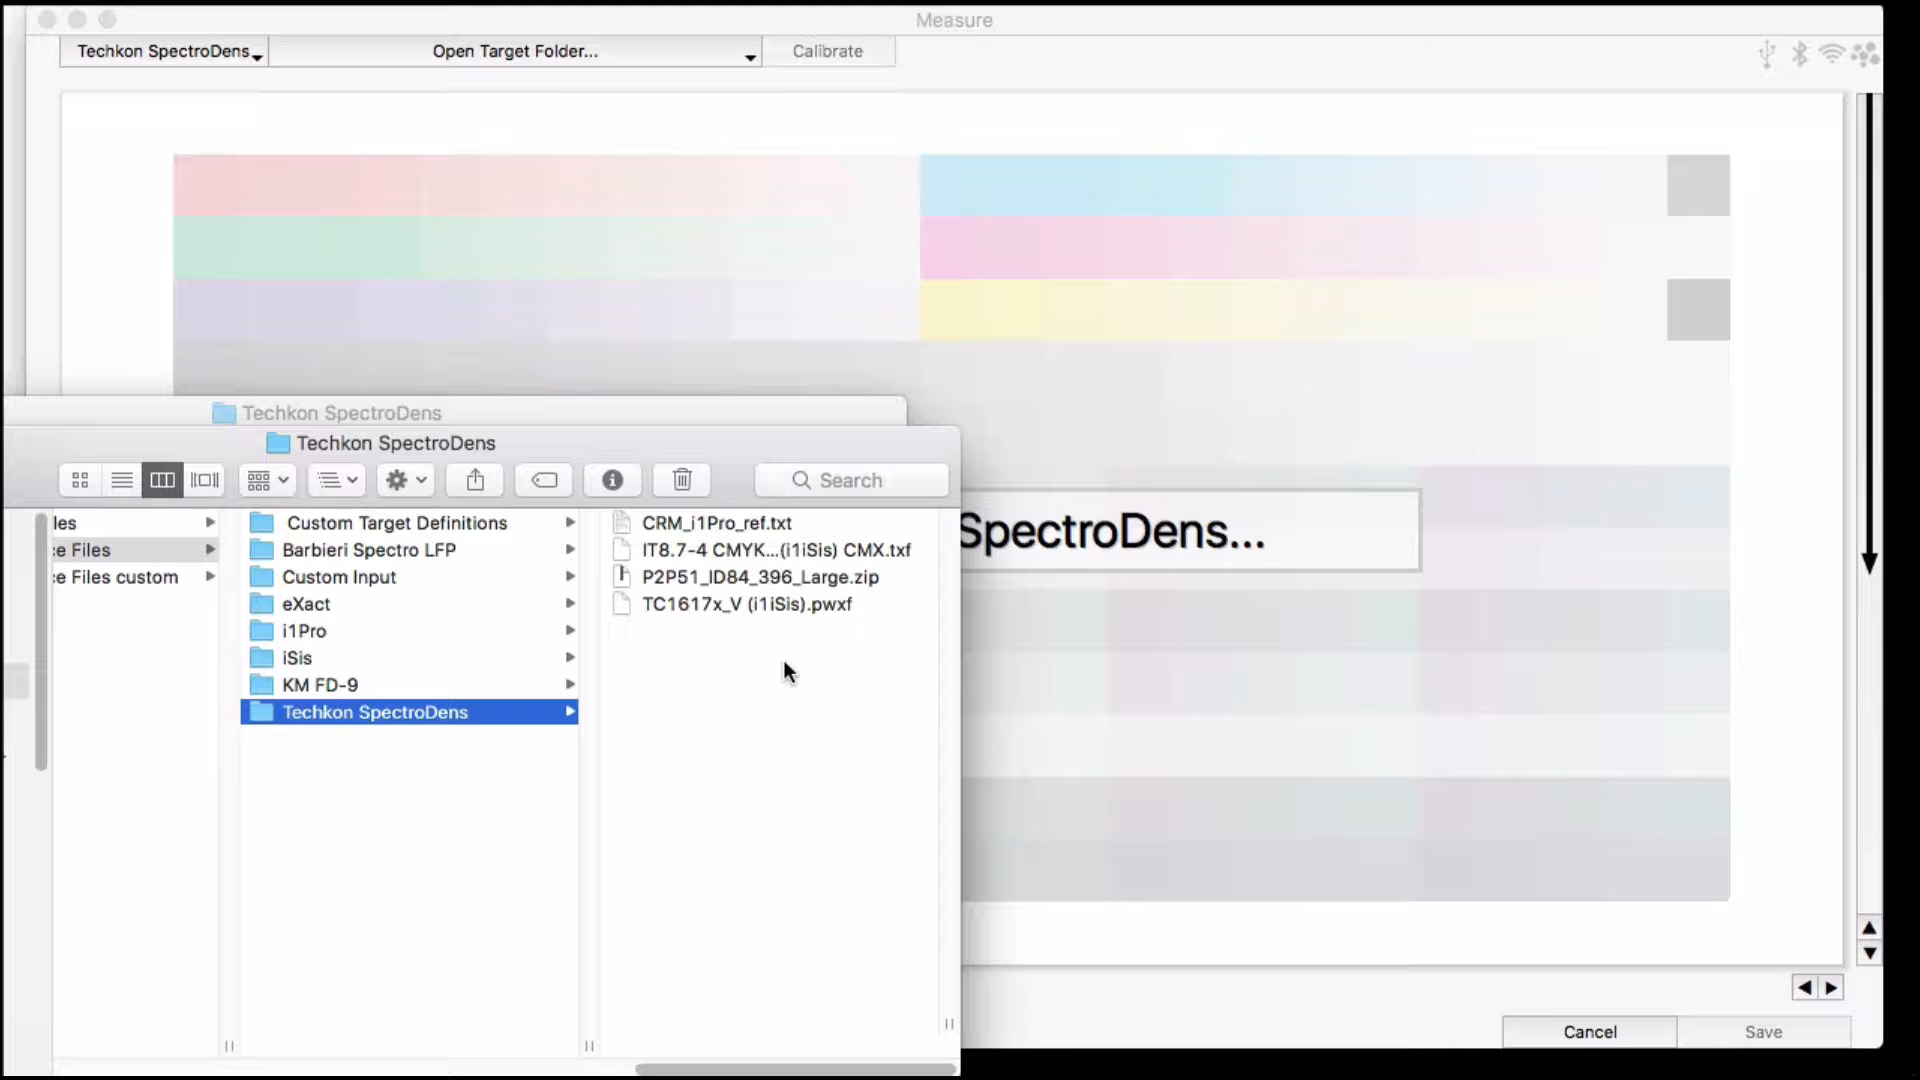 Measure
Techkon SpectroDens
Open Target Folder...
Calibrate
Techkon SpectroDens
Techkon SpectroDens
Search
les
e Files
e Files custom
Custom Target Definitions
Barbieri Spectro LFP
Custom Input
eXact
i1Pro
iSis
KM FD-9
Techkon SpectroDens
CRM_i1Pro_ref.txt
IT8.7-4 CMYK...(i1iSis) CMX.txf
P2P51_ID84_396_Large.zip
TC1617x_V (i1iSis).pwxf
SpectroDens...
Cancel
Save